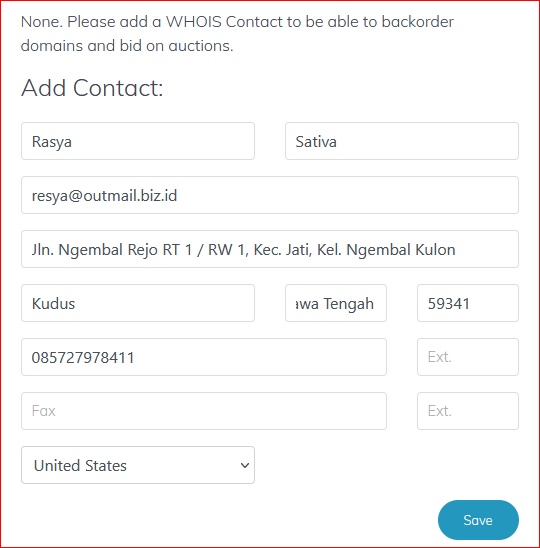 None. Please add a WHOIS Contact to be able to backorder
domains and bid on auctions.
Add Contact:
Rasya Sativa
resya@outmail.biz.id
Jln. Ngembal Rejo RT 1 / RW 1, Kec. Jati, Kel. Ngembal Kulon
Kudus awa Tengah 59341
085727978411 Ext.
Fax Ext.
United States
Save